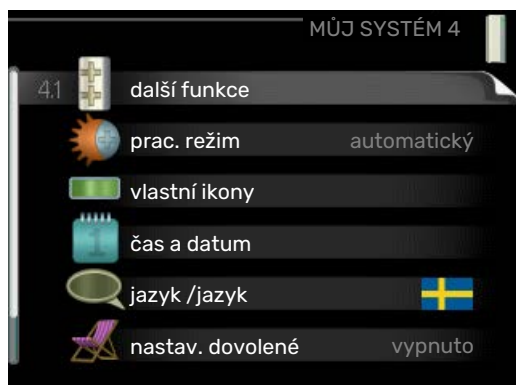 MŮJ SYSTÉM 4
4.1 další funkce
prac. režim automatický
vlastní ikony
1 čas a datum
jazyk /jazyk
nastav. dovolené vypnuto